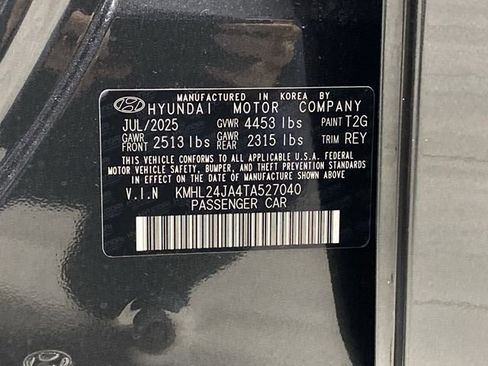 MANUFACTURED IN KOREA BY
HYUNDAI MOTOR COMPANY
JUL/2025 GVWR 4453 lbs PAINT T2G
GAWR FRONT 2513 lbs GAWR REAR 2315 lbs TRIM REY
THIS VEHICLE CONFORMS TO ALL APPLICABLE U.S.A. FEDERAL
MOTOR VEHICLE SAFETY, BUMPER, AND THEFT PREVENTION STANDARDS
IN EFFECT ON THE DATE OF MANUFACTURE SHOWN ABOVE.
V.I.N KMHL24JA4TA527040
PASSENGER CAR